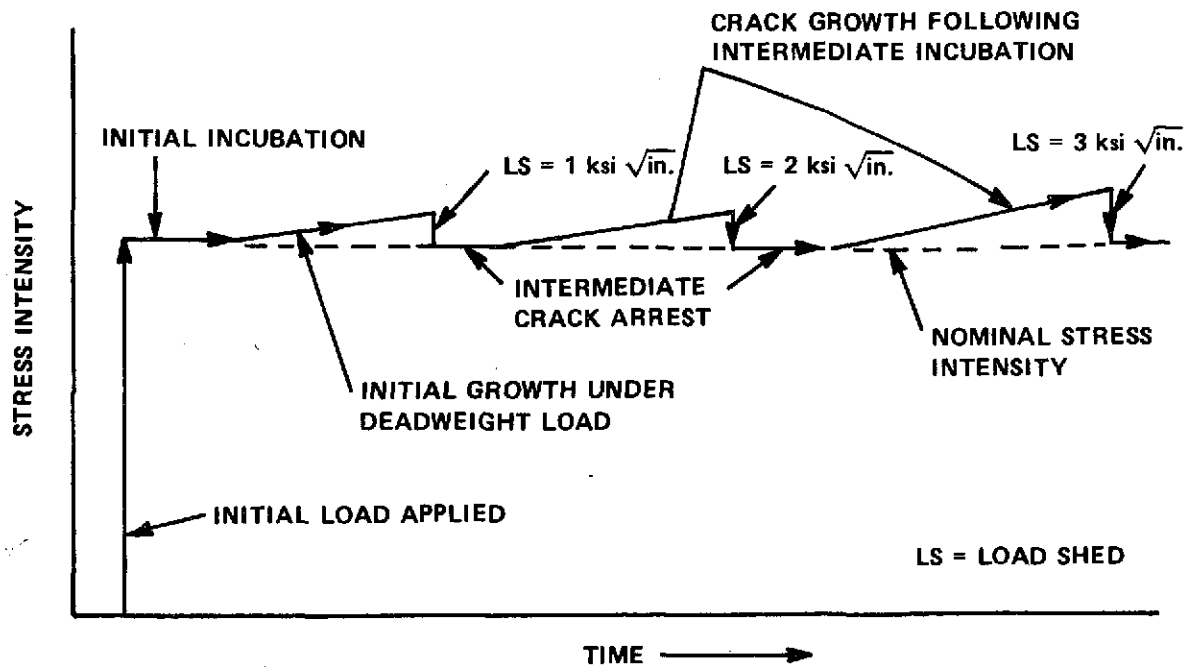 CRACK GROWTH FOLLOWING
INTERMEDIATE INCUBATION
INITIAL INCUBATION
LS = 1 ksi √in.
LS = 2 ksi √in.
LS = 3 ksi √in.
INTERMEDIATE
CRACK ARREST
NOMINAL STRESS
INTENSITY
INITIAL GROWTH UNDER
DEADWEIGHT LOAD
INITIAL LOAD APPLIED
LS = LOAD SHED
STRESS INTENSITY
TIME